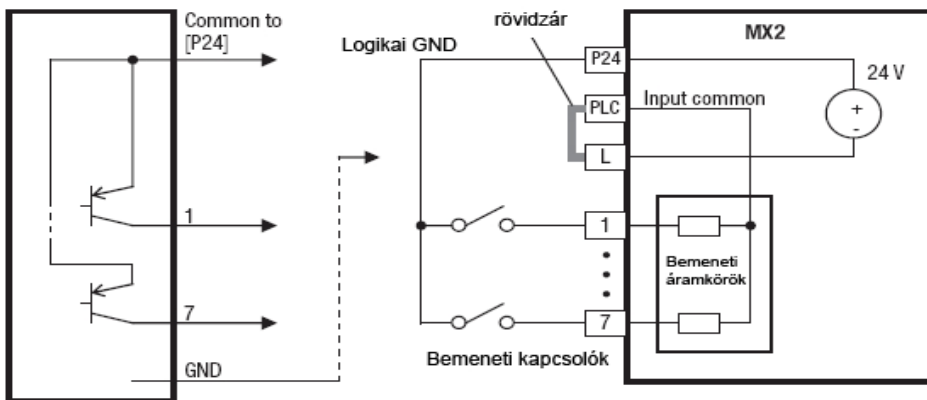 Common to
[P24]
1
7
GND
Logikai GND
rövidzár
MX2
P24
24 V
+
-
PLC
Input common
L
1
Bemeneti
áramkörök
7
Bemeneti kapcsolók